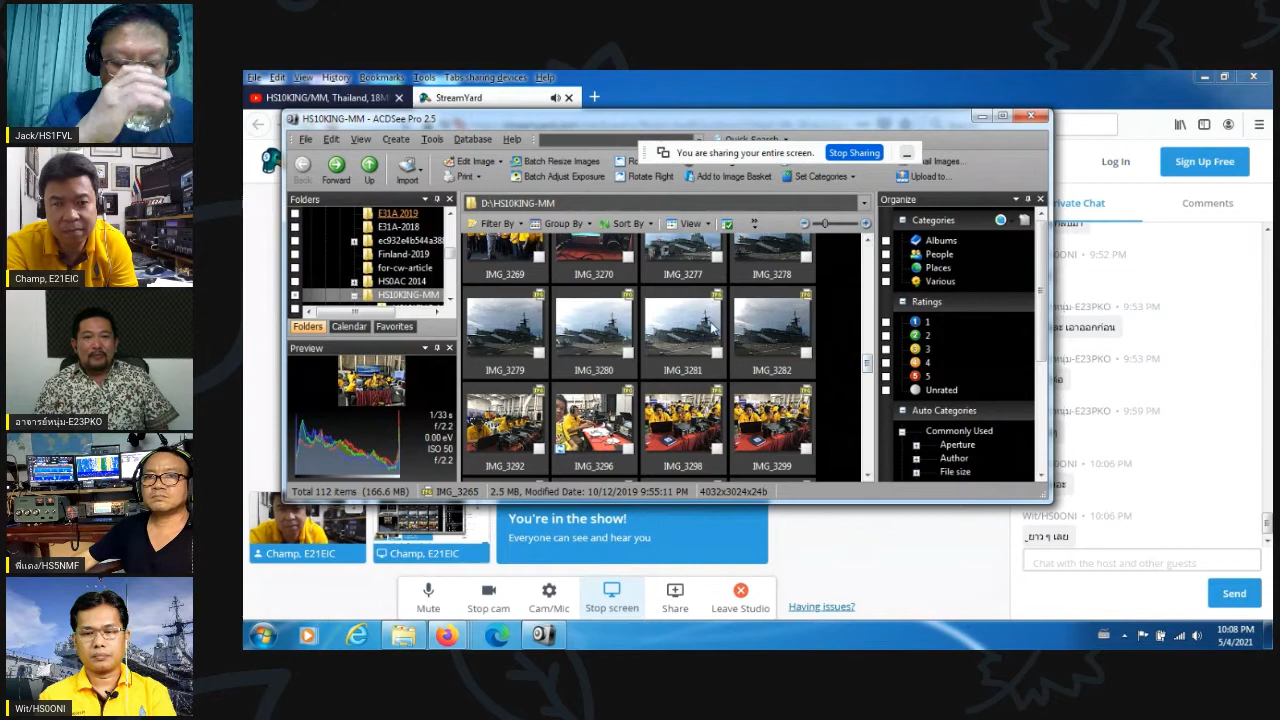 Jack/HS1FVL
Champ, E21EIC
อาจารย์หนุ่ม-E23PKO
พี่แดง/HS5NMF
Wit/HS0ONI
File Edit View History Bookmarks Tools Tabs sharing devices Help
HS10KING/MM, Thailand, 18M
StreamYard
HS10KING-MM - ACDSee Pro 2.5
File Edit View Create Tools Database Help
Quick Search
You are sharing your entire screen.
Stop Sharing
Log In
Sign Up Free
Back Forward Up Import
Edit Image
Batch Resize Images
Print
Batch Adjust Exposure
Rotate Right
Add to Image Basket
Set Categories
Upload to...
Folders
D:\HS10KING-MM
Organize
Private Chat
Comments
Filter By Group By Sort By View
E31A 2019
E31A-2018
ec932e4b544a38
Finland-2019
for-cw-article
HS0AC 2014
HS10KING-MM
Folders Calendar Favorites
Preview
1/33 s
f/2.2
0.00 eV
ISO 50
f/2.2
IMG_3269 IMG_3270 IMG_3277 IMG_3278
IMG_3279 IMG_3280 IMG_3281 IMG_3282
IMG_3292 IMG_3296 IMG_3298 IMG_3299
Categories
Albums
People
Places
Various
Ratings
1
2
3
4
5
Unrated
Auto Categories
Commonly Used
Aperture
Author
File size
Total 112 items (166.6 MB)
IMG_3265
2.5 MB, Modified Date: 10/12/2019 9:55:11 PM
4032x3024x24b
9:52 PM
9:53 PM
9:53 PM
9:59 PM
10:06 PM
Wit/HS0ONI 10:06 PM
Chat with the host and other guests
Send
Champ, E21EIC
Champ, E21EIC
You're in the show!
Everyone can see and hear you
Mute
Stop cam
Cam/Mic
Stop screen
Share
Leave Studio
Having issues?
10:08 PM
5/4/2021